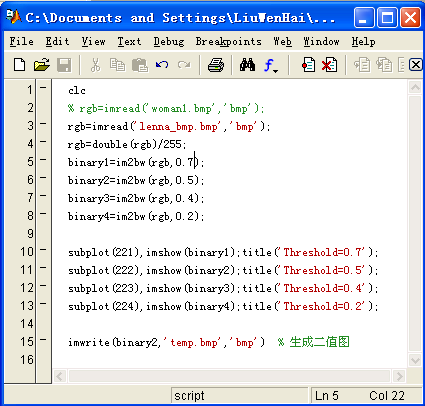 C:\Documents and Settings\LiuWenHai\...
File Edit View Text Debug Breakpoints Web Window Help
1 clc
2 % rgb=imread('woman1.bmp','bmp');
3 rgb=imread('lenna_bmp.bmp','bmp');
4 rgb=double(rgb)/255;
5 binary1=im2bw(rgb,0.7);
6 binary2=im2bw(rgb,0.5);
7 binary3=im2bw(rgb,0.4);
8 binary4=im2bw(rgb,0.2);
9
10 subplot(221),imshow(binary1);title('Threshold=0.7');
11 subplot(222),imshow(binary2);title('Threshold=0.5');
12 subplot(223),imshow(binary3);title('Threshold=0.4');
13 subplot(224),imshow(binary4);title('Threshold=0.2');
14
15 imwrite(binary2,'temp.bmp','bmp') % 生成二值图
16
script Ln 5 Col 22